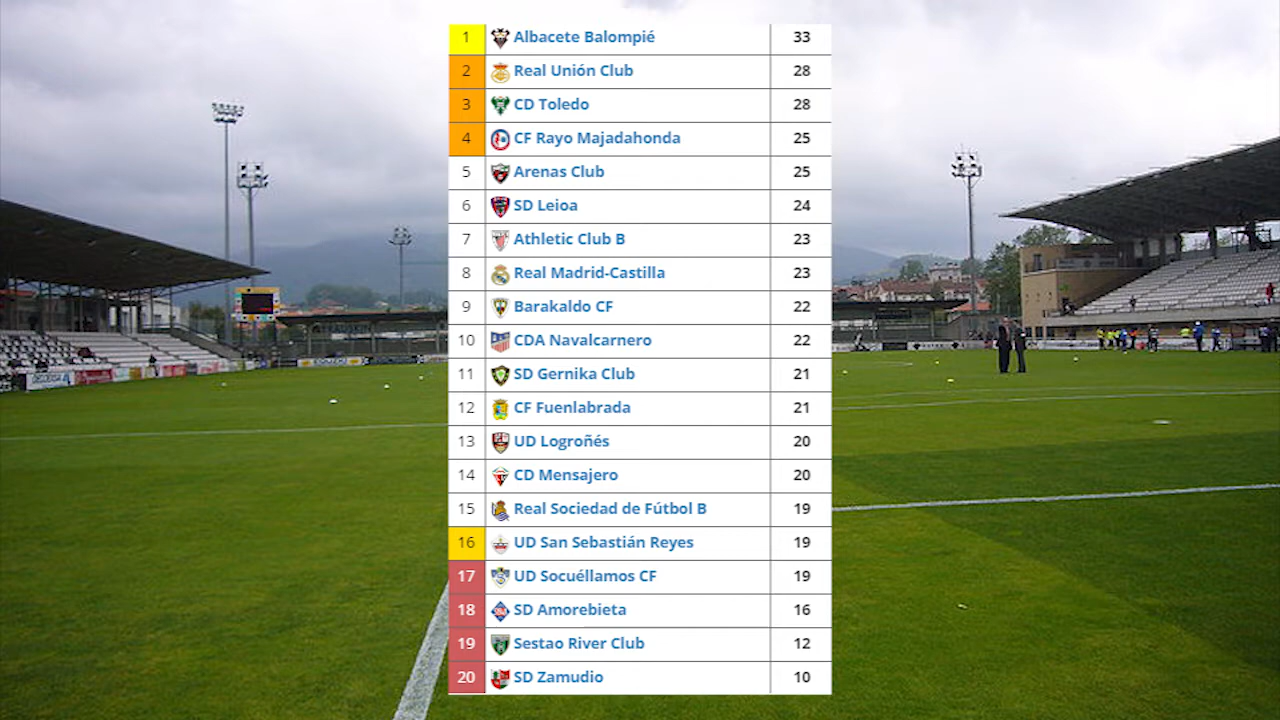 1 Albacete Balompié 33
2 Real Unión Club 28
3 CD Toledo 28
4 CF Rayo Majadahonda 25
5 Arenas Club 25
6 SD Leioa 24
7 Athletic Club B 23
8 Real Madrid-Castilla 23
9 Barakaldo CF 22
10 CDA Navalcarnero 22
11 SD Gernika Club 21
12 CF Fuenlabrada 21
13 UD Logroñés 20
14 CD Mensajero 20
15 Real Sociedad de Fútbol B 19
16 UD San Sebastián Reyes 19
17 UD Socuéllamos CF 19
18 SD Amorebieta 16
19 Sestao River Club 12
20 SD Zamudio 10